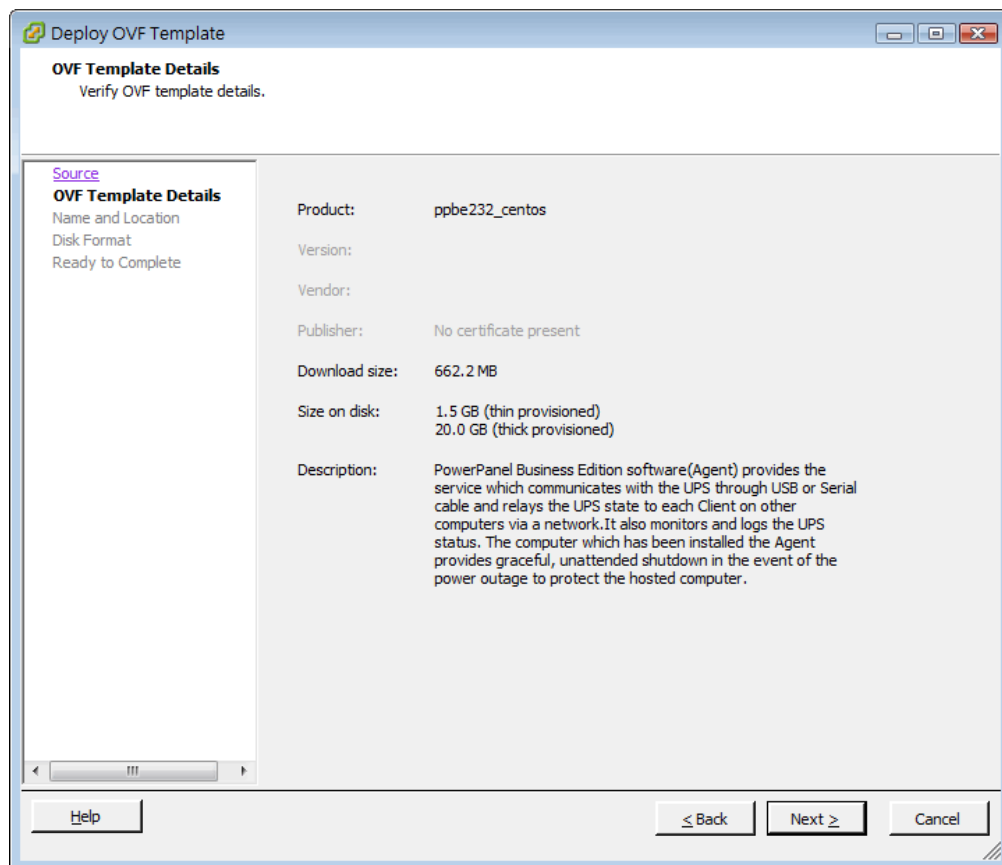 Deploy OVF Template
OVF Template Details
Verify OVF template details.
Source
OVF Template Details
Name and Location
Disk Format
Ready to Complete
Product: ppbe232_centos
Version:
Vendor:
Publisher: No certificate present
Download size: 662.2 MB
Size on disk: 1.5 GB (thin provisioned)
20.0 GB (thick provisioned)
Description: PowerPanel Business Edition software(Agent) provides the
service which communicates with the UPS through USB or Serial
cable and relays the UPS state to each Client on other
computers via a network.It also monitors and logs the UPS
status. The computer which has been installed the Agent
provides graceful, unattended shutdown in the event of the
power outage to protect the hosted computer.
Help
< Back
Next >
Cancel